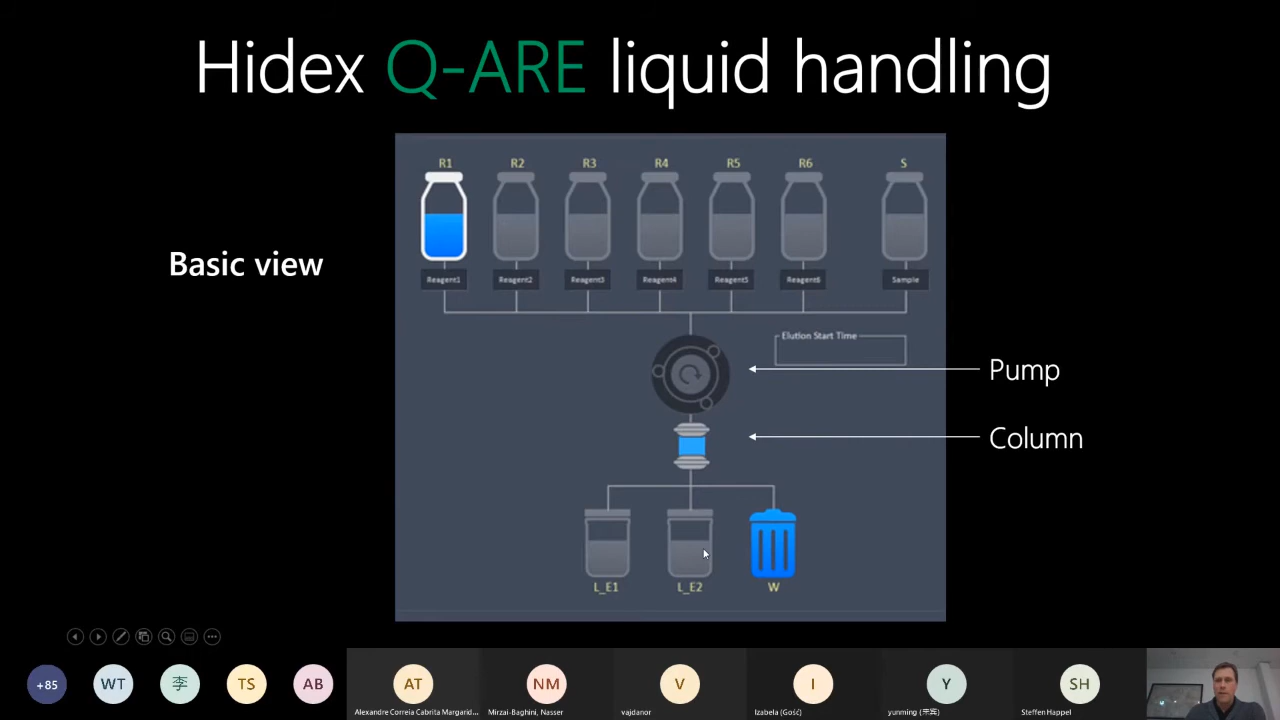 Hidex Q-ARE liquid handling
R1 R2 R3 R4 R5 R6 S
Basic view
Reagent1 Reagent2 Reagent3 Reagent4 Reagent5 Reagent6 Sample
Elution Start Time
Pump
Column
L_E1 L_E2 W
+85 WT 李 TS AB AT NM V I Y SH
Alexandre Correia Cabrita Margarid... Mirzai-Baghini, Nasser vajdanor Izabela (Gość) yunming (来宾) Steffen Happel